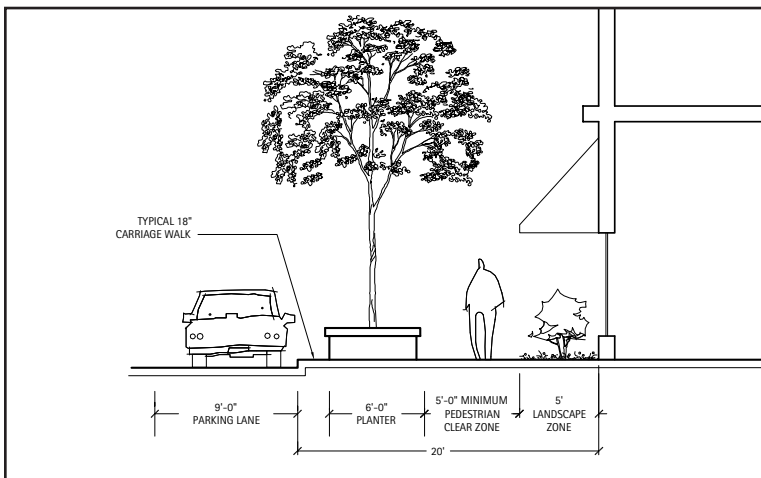 TYPICAL 18"
CARRIAGE WALK
9'-0"
PARKING LANE
6'-0"
PLANTER
5'-0" MINIMUM
PEDESTRIAN
CLEAR ZONE
5'
LANDSCAPE
ZONE
20'